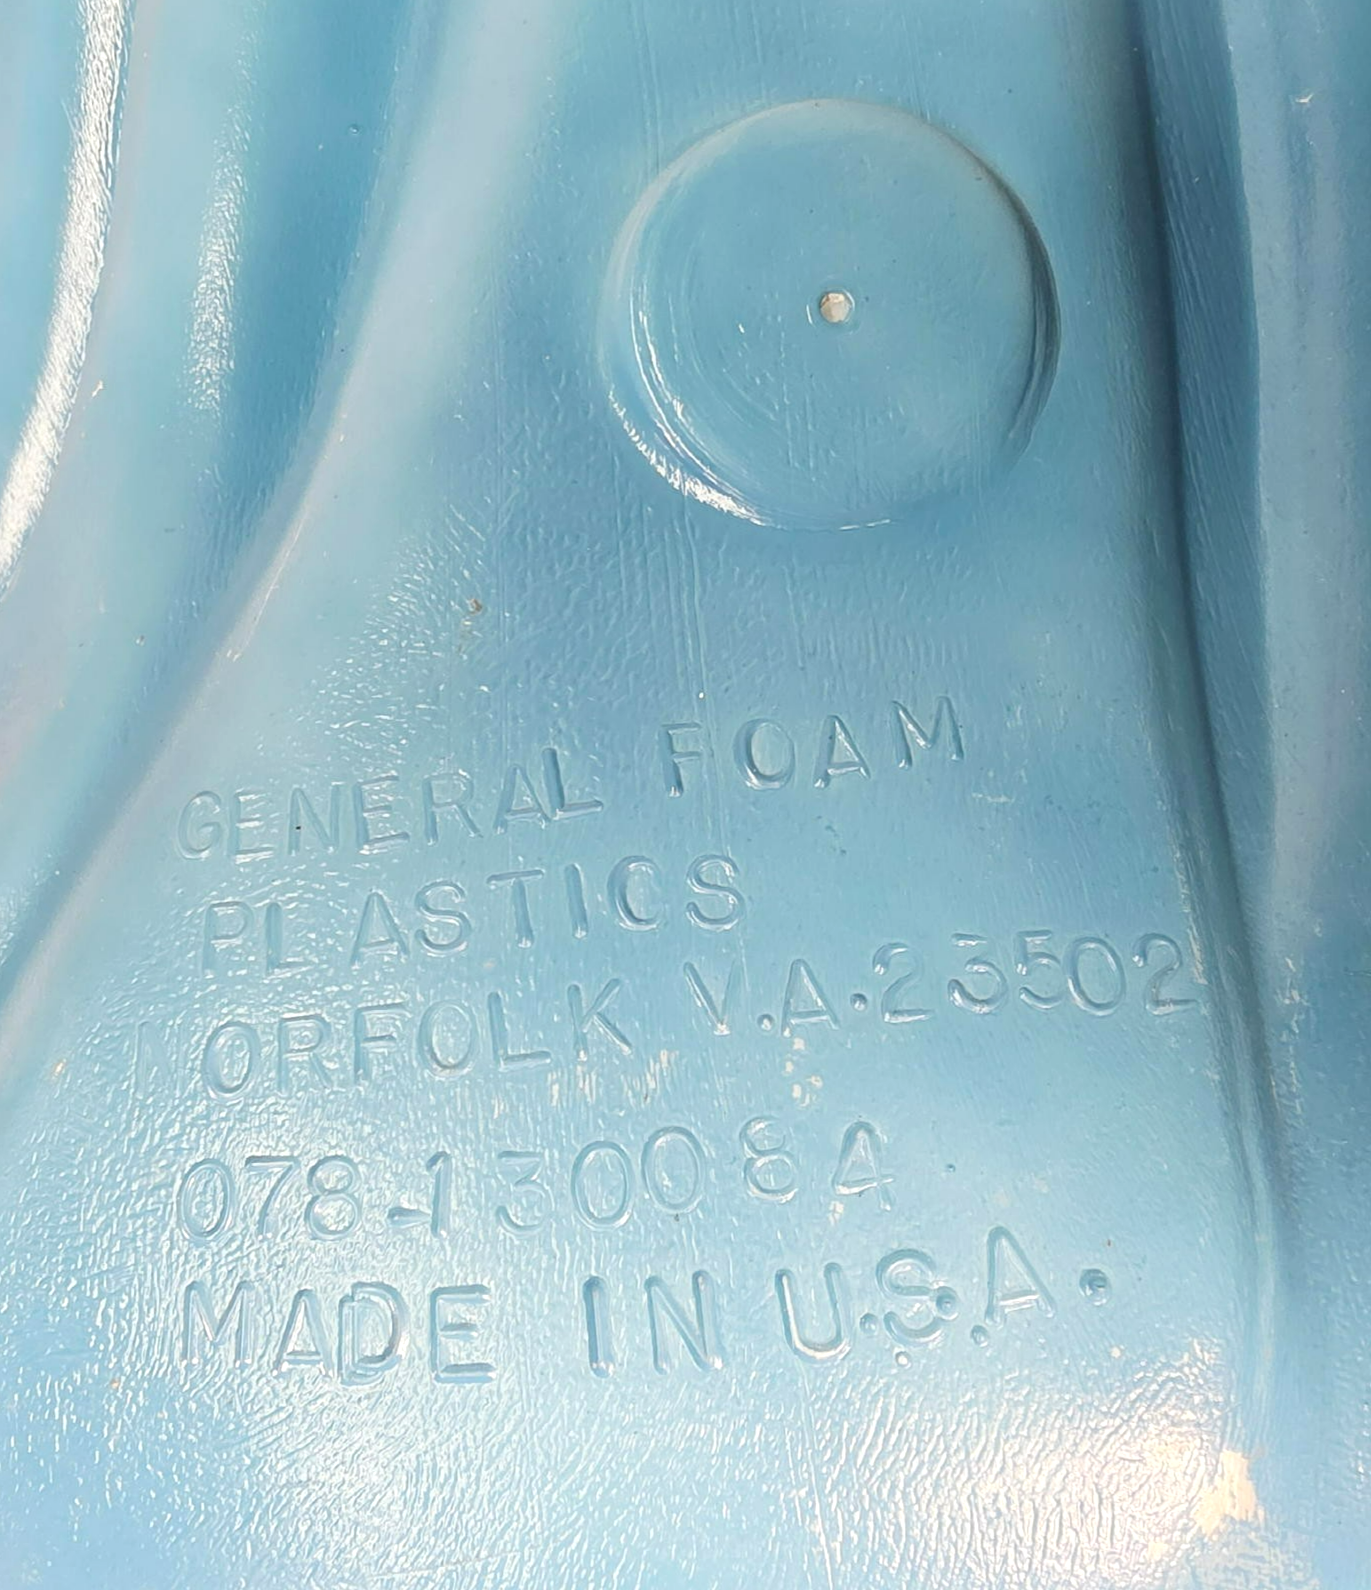 GENERAL FOAM
PLASTICS
NORFOLK V.A.23502
078-130084
MADE IN U.S.A.